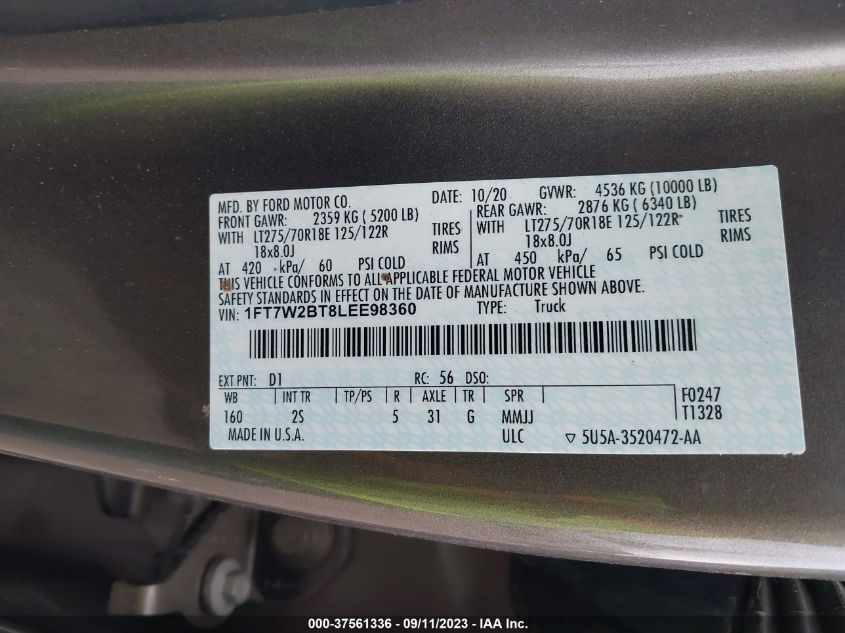 MFD. BY FORD MOTOR CO. DATE: 10/20 GVWR: 4536 KG (10000 LB)
FRONT GAWR: 2359 KG ( 5200 LB) REAR GAWR: 2876 KG ( 6340 LB)
WITH LT275/70R18E 125/122R TIRES WITH LT275/70R18E 125/122R TIRES
18x8.0J RIMS 18x8.0J RIMS
AT 420 kPa/ 60 PSI COLD AT 450 kPa/ 65 PSI COLD
THIS VEHICLE CONFORMS TO ALL APPLICABLE FEDERAL MOTOR VEHICLE
SAFETY STANDARDS IN EFFECT ON THE DATE OF MANUFACTURE SHOWN ABOVE.
VIN: 1FT7W2BT8LEE98360 TYPE: Truck
EXT PNT: D1 RC: 56 DSO:
WB INT TR TP/PS R AXLE TR SPR F0247
160 2S 5 31 G MMJJ T1328
MADE IN U.S.A. ULC ▽ 5U5A-3520472-AA
000-37561336 - 09/11/2023 - IAA Inc.